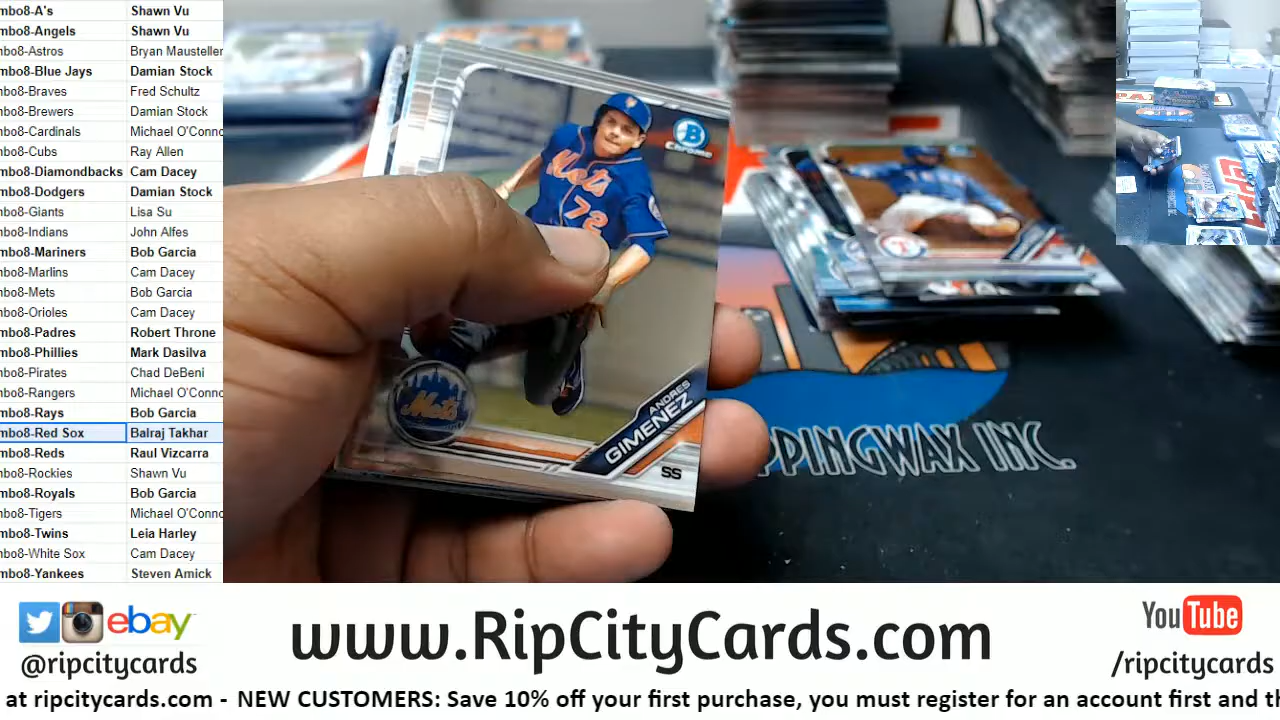 mbo8-A's Shawn Vu
mbo8-Angels Shawn Vu
mbo8-Astros Bryan Mausteller
mbo8-Blue Jays Damian Stock
mbo8-Braves Fred Schultz
mbo8-Brewers Damian Stock
mbo8-Cardinals Michael O'Conno
mbo8-Cubs Ray Allen
mbo8-Diamondbacks Cam Dacey
mbo8-Dodgers Damian Stock
mbo8-Giants Lisa Su
mbo8-Indians John Alfes
mbo8-Mariners Bob Garcia
mbo8-Marlins Cam Dacey
mbo8-Mets Bob Garcia
mbo8-Orioles Cam Dacey
mbo8-Padres Robert Throne
mbo8-Phillies Mark Dasilva
mbo8-Pirates Chad DeBeni
mbo8-Rangers Michael O'Conno
mbo8-Rays Bob Garcia
mbo8-Red Sox Balraj Takhar
mbo8-Reds Raul Vizcarra
mbo8-Rockies Shawn Vu
mbo8-Royals Bob Garcia
mbo8-Tigers Michael O'Conno
mbo8-Twins Leia Harley
mbo8-White Sox Cam Dacey
mbo8-Yankees Steven Amick
B
Chrome
Mets
72
Mets
ANDRES
GIMENEZ
SS
PPINGWAX INC.
ebay
@ripcitycards
www.RipCityCards.com
YouTube
/ripcitycards
at ripcitycards.com - NEW CUSTOMERS: Save 10% off your first purchase, you must register for an account first and th